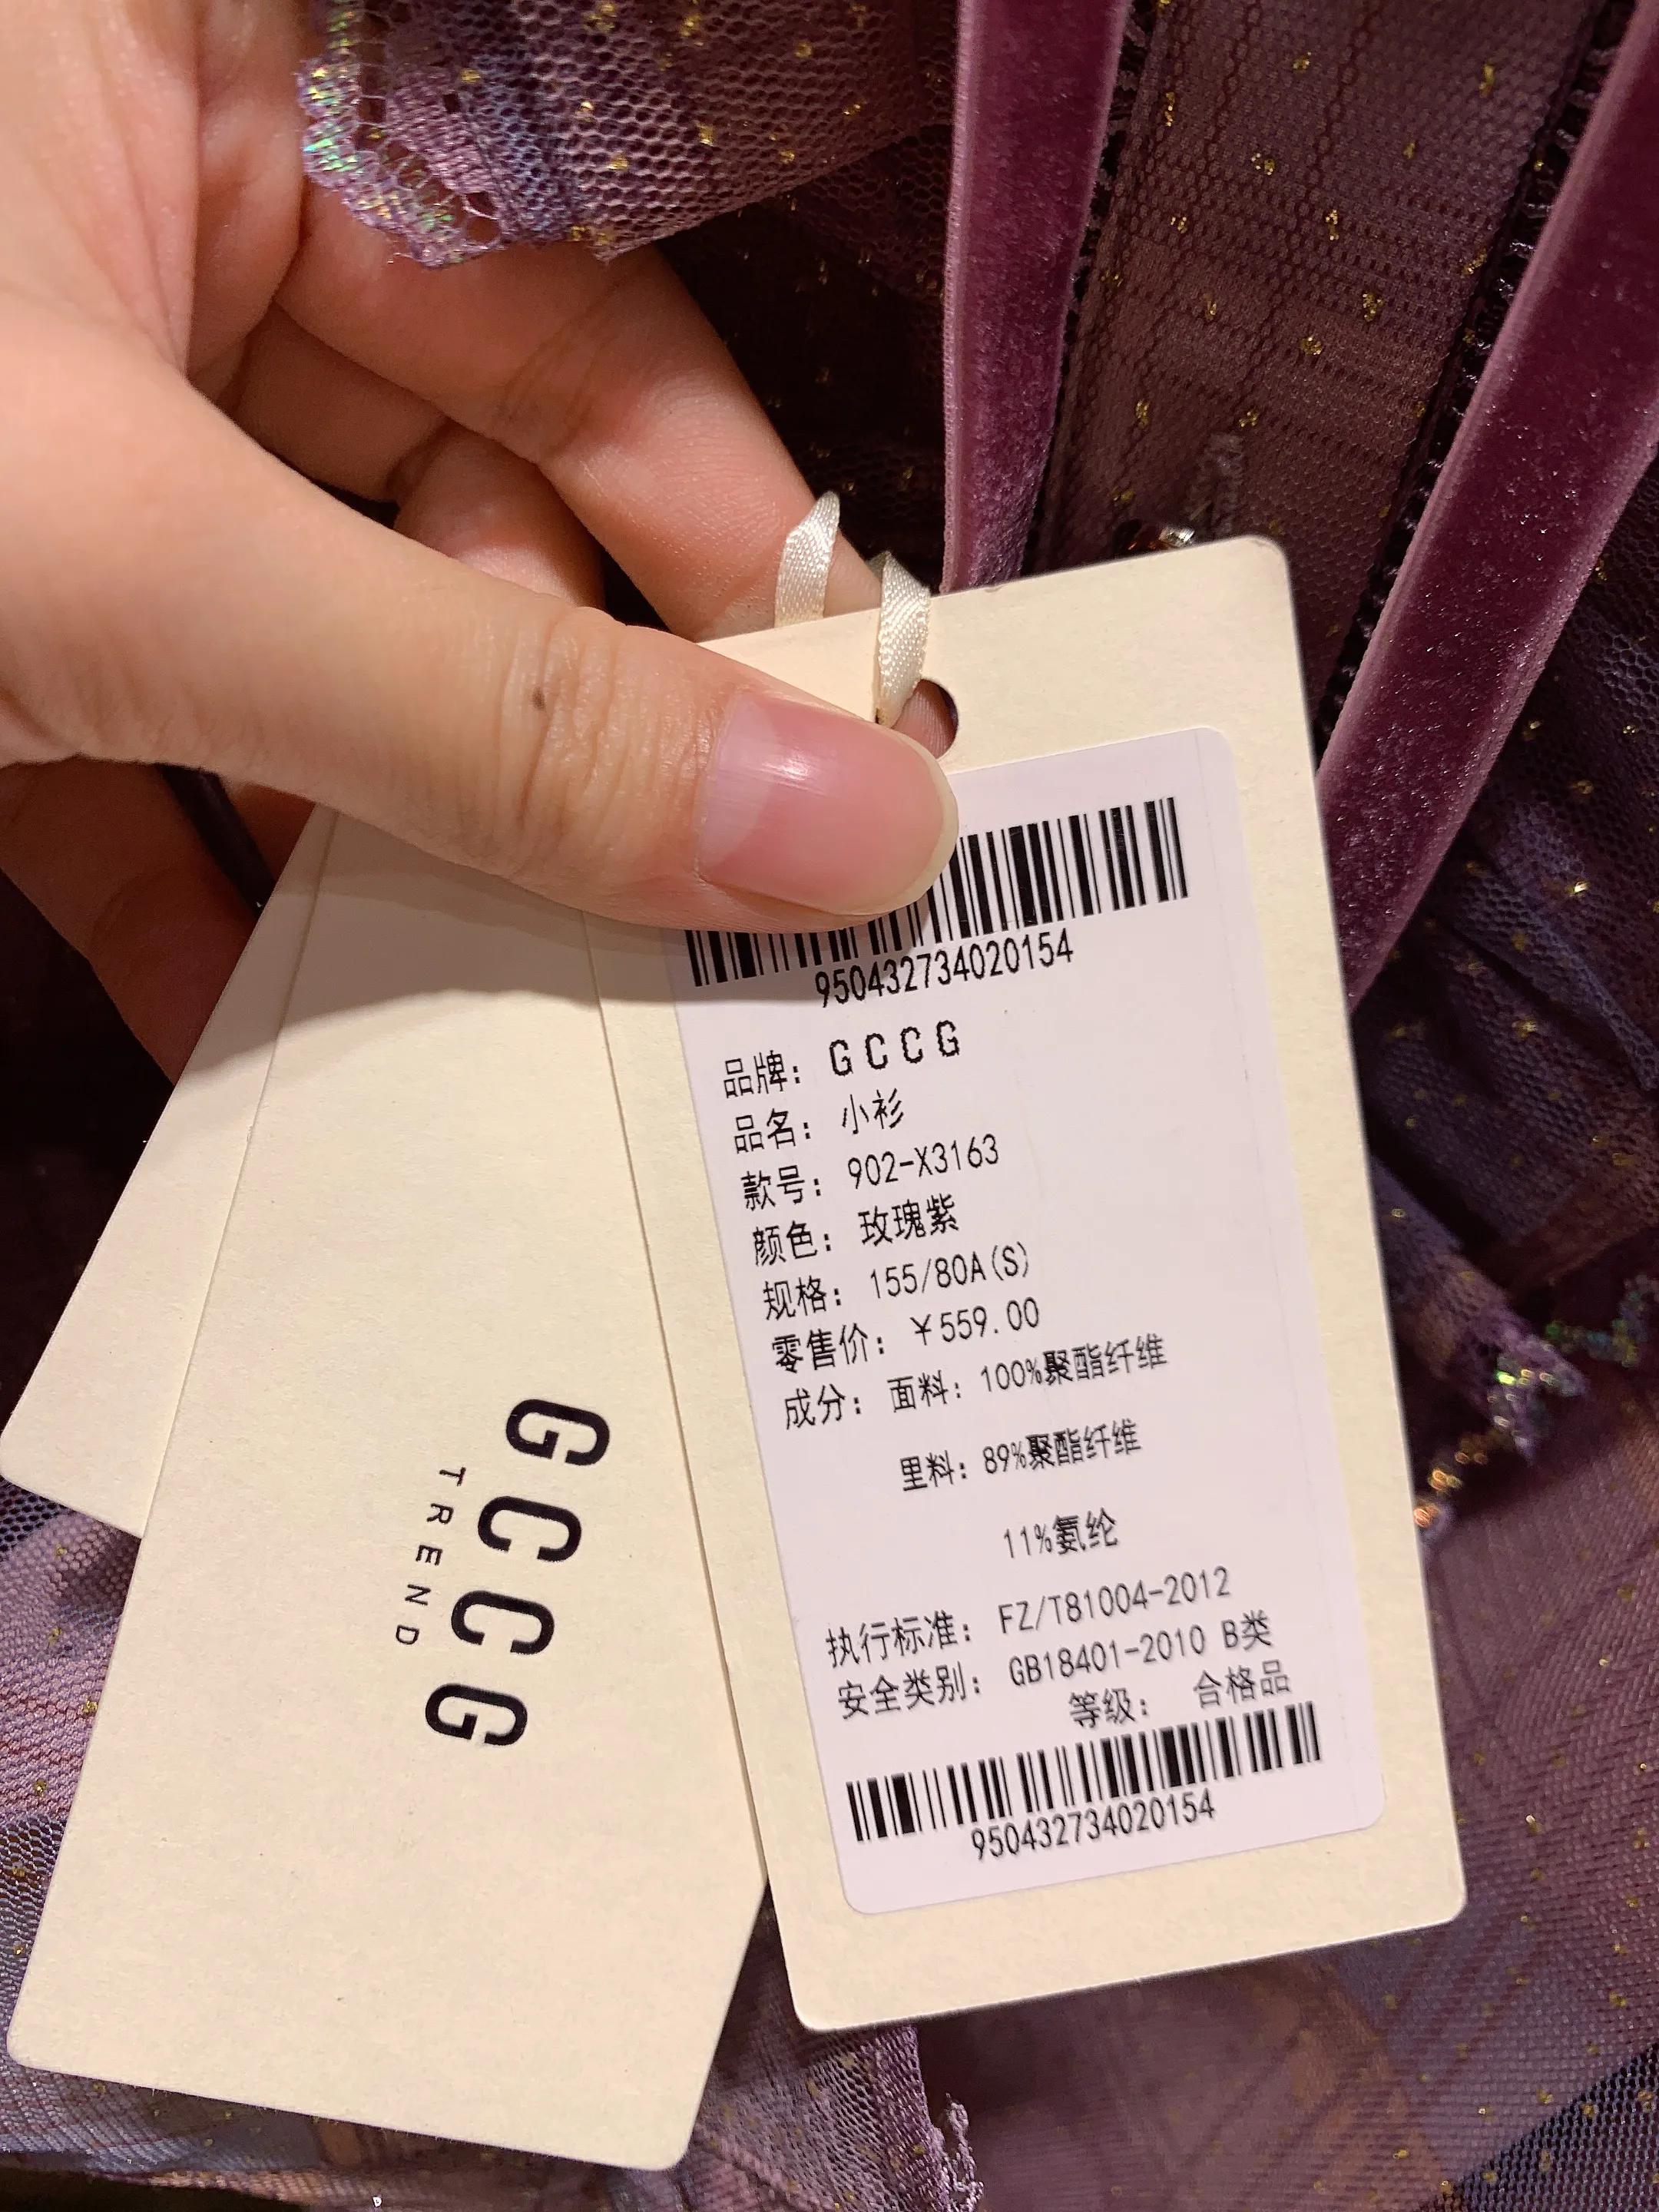 950432734020154
品牌: GCCG
品名: 小衫
款号: 902-X3163
颜色: 玫瑰紫
规格: 155/80A(S)
零售价: ¥559.00
成分: 面料: 100%聚酯纤维
里料: 89%聚酯纤维
11%氨纶
执行标准: FZ/T81004-2012
安全类别: GB18401-2010 B类
等级: 合格品
950432734020154
GCCG
TREND